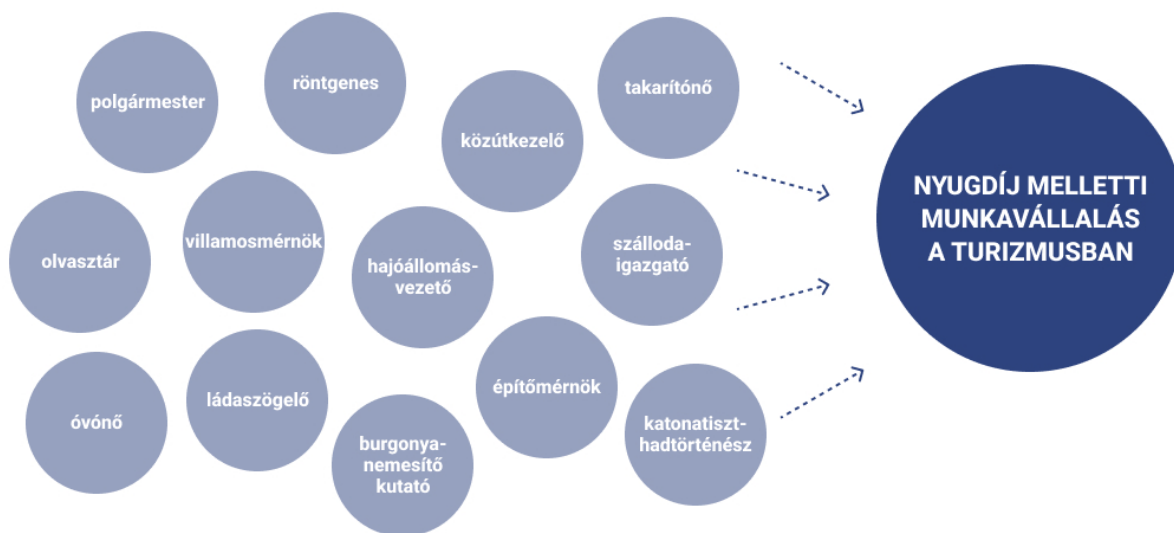 polgármester
röntgenes
közútkezelő
takarítónő
olvasztár
villamosmérnök
hajóállomás-
vezető
szálloda-
igazgató
óvónő
ládaszögelő
burgonya-
nemesítő
kutató
építőmérnök
katonatiszt-
hadtörténész
NYUGDÍJ MELLETTI
MUNKAVÁLLALÁS
A TURIZMUSBAN